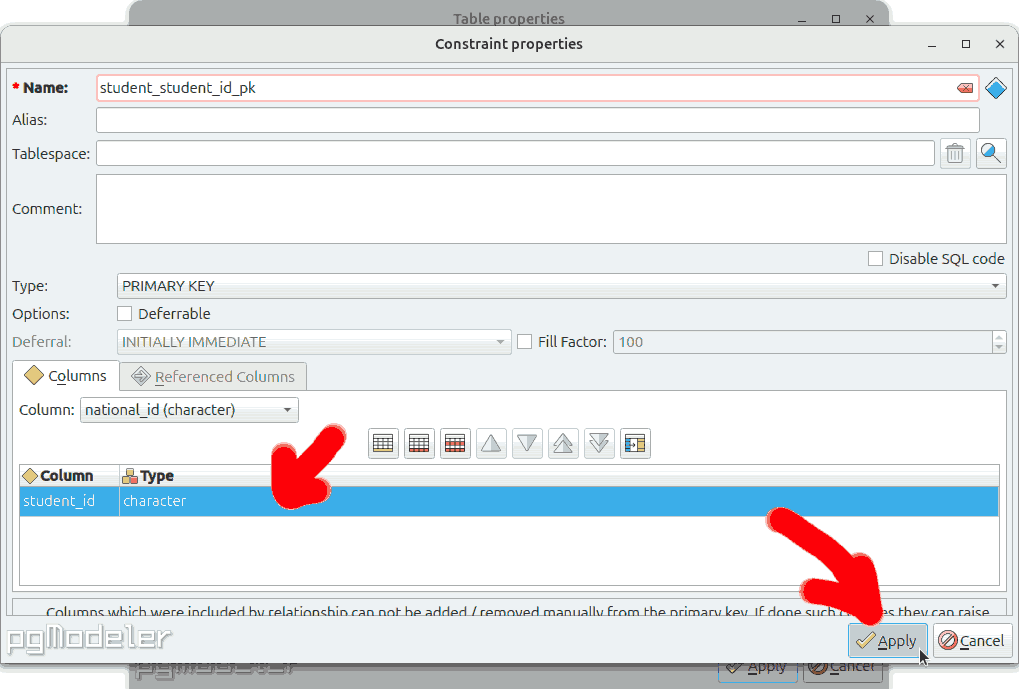 Table properties
Constraint properties
* Name: student_student_id_pk
Alias:
Tablespace:
Comment:
Disable SQL code
Type: PRIMARY KEY
Options: Deferrable
Deferral: INITIALLY IMMEDIATE Fill Factor: 100
Columns Referenced Columns
Column: national_id (character)
Column Type
student_id character
Columns which were included by relationship can not be added / removed manually from the primary key. If done such they can raise
pgModeler Apply Cancel
pgModeler Apply Cancel